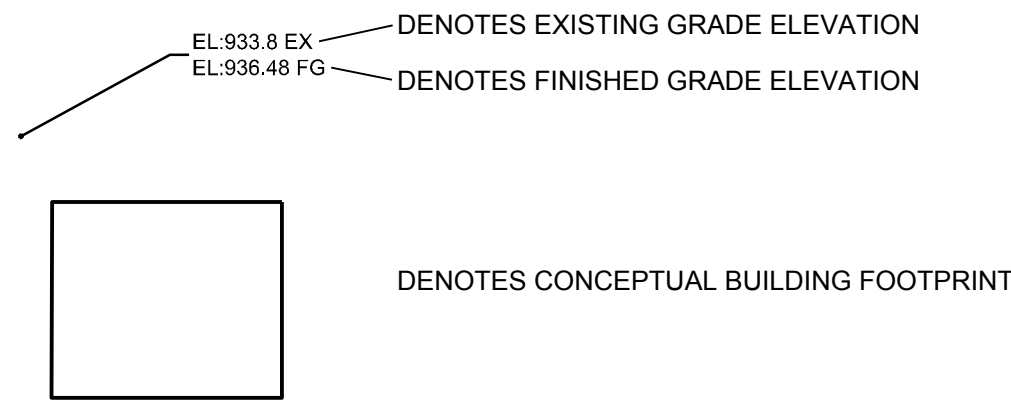 EL:933.8 EX DENOTES EXISTING GRADE ELEVATION
EL:936.48 FG DENOTES FINISHED GRADE ELEVATION
DENOTES CONCEPTUAL BUILDING FOOTPRINT